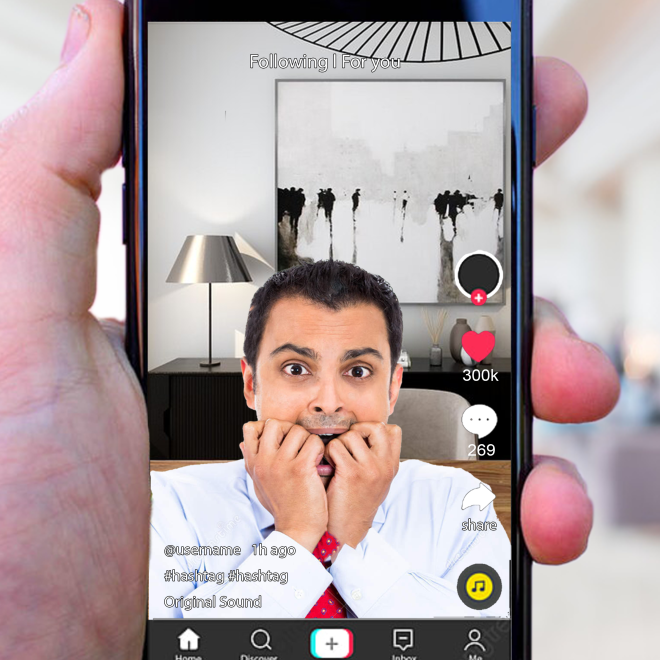 Following | For you
300k
269
share
@username 1h ago
#hashtag #hashtag
Original Sound
Home Discover Inbox Me